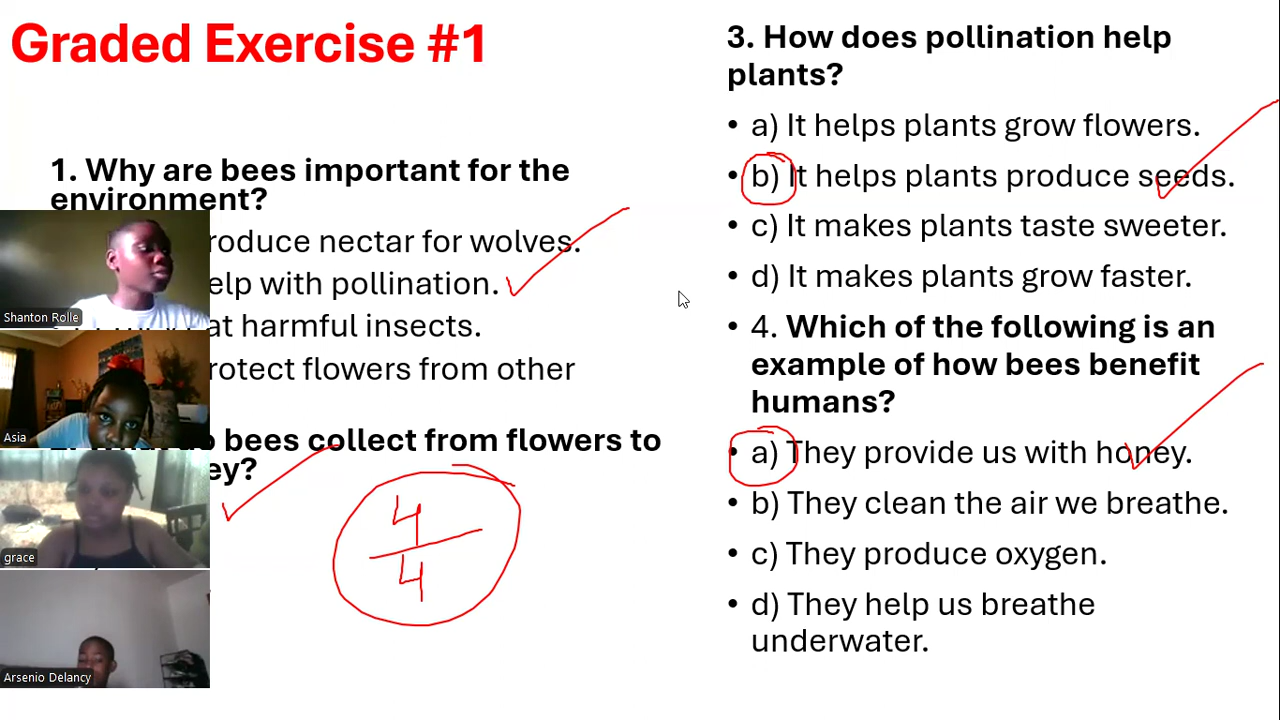 Graded Exercise #1
1. Why are bees important for the
environment?
roduce nectar for wolves.
elp with pollination.
at harmful insects.
rotect flowers from other
bees collect from flowers to
ey?
4
4
3. How does pollination help
plants?
• a) It helps plants grow flowers.
• b) It helps plants produce seeds.
• c) It makes plants taste sweeter.
• d) It makes plants grow faster.
• 4. Which of the following is an
example of how bees benefit
humans?
• a) They provide us with honey.
• b) They clean the air we breathe.
• c) They produce oxygen.
• d) They help us breathe
underwater.
Shanton Rolle
Asia
grace
Arsenio Delancy